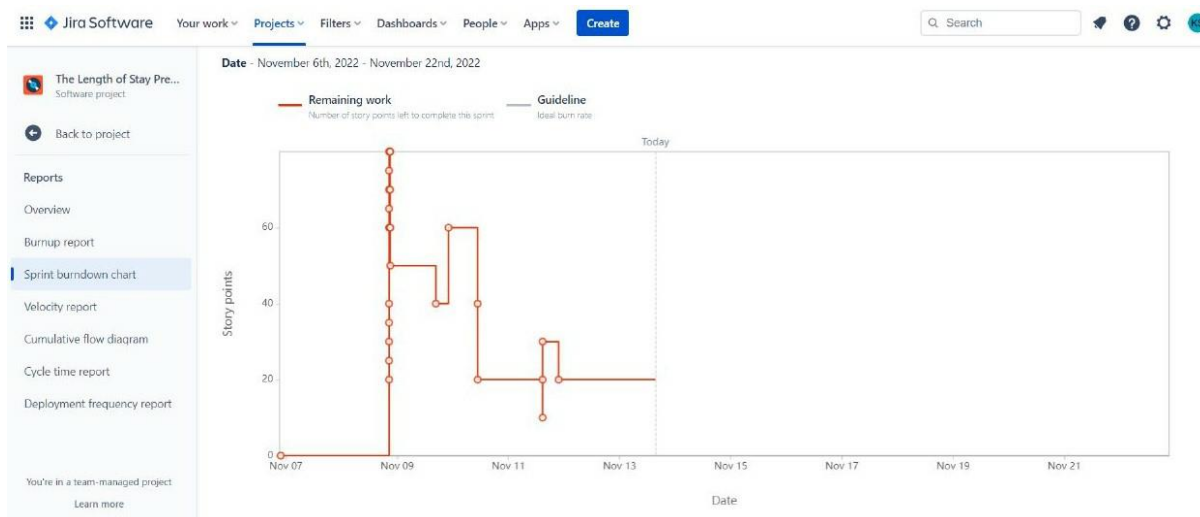 Jira Software Your work Projects Filters Dashboards People Apps Create Search KS
The Length of Stay Pre...
Software project
Back to project
Reports
Overview
Burnup report
Sprint burndown chart
Velocity report
Cumulative flow diagram
Cycle time report
Deployment frequency report
You're in a team-managed project
Learn more
Date - November 6th, 2022 - November 22nd, 2022
Remaining work Guideline
Number of story points left to complete this sprint Ideal burn rate
Today
60
40
20
0
Story points
Nov 07 Nov 09 Nov 11 Nov 13 Nov 15 Nov 17 Nov 19 Nov 21
Date